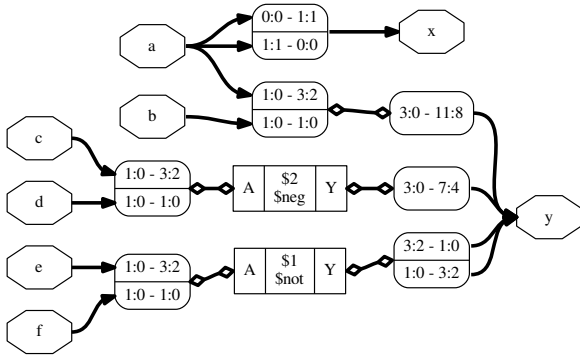 a
0:0 - 1:1
1:1 - 0:0
x
b
1:0 - 3:2
1:0 - 1:0
3:0 - 11:8
c
d
1:0 - 3:2
1:0 - 1:0
A
$2
$neg
Y
3:0 - 7:4
y
e
f
1:0 - 3:2
1:0 - 1:0
A
$1
$not
Y
3:2 - 1:0
1:0 - 3:2